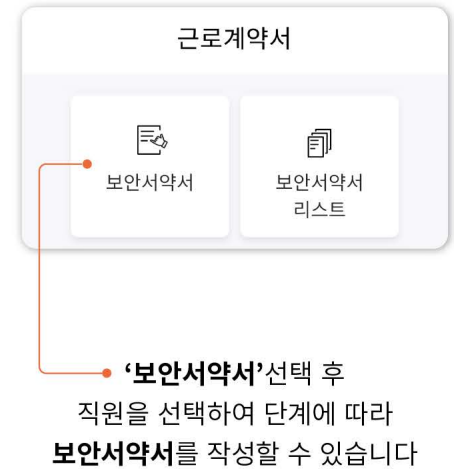 근로계약서
보안서약서
보안서약서
리스트
‘보안서약서’선택 후
직원을 선택하여 단계에 따라
보안서약서를 작성할 수 있습니다